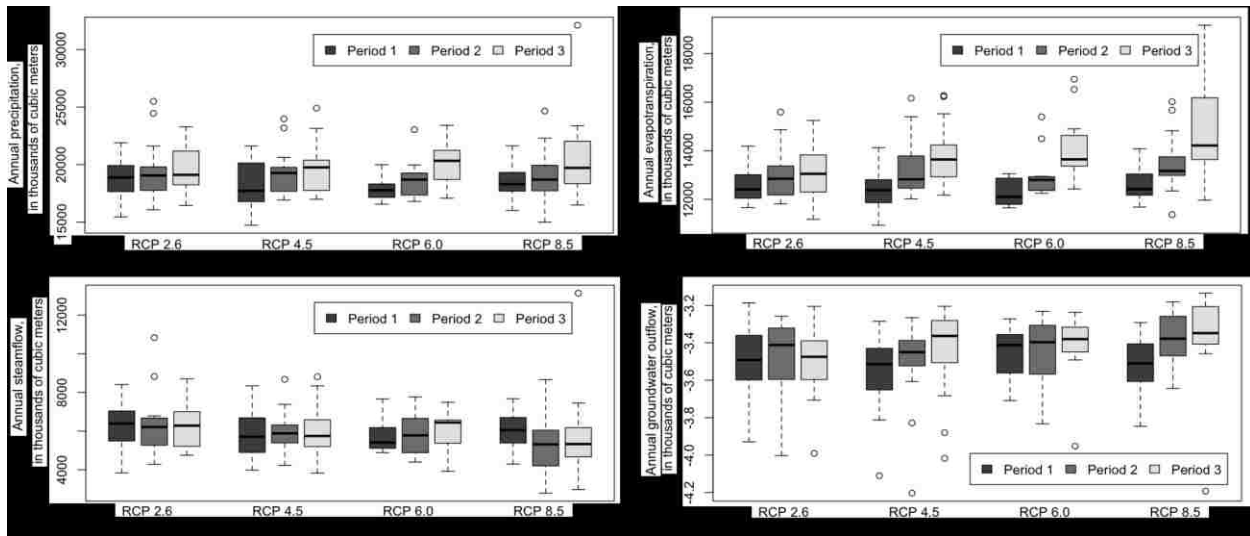 Annual precipitation,
in thousands of cubic meters
15000 20000 25000 30000
Period 1 Period 2 Period 3
RCP 2.6 RCP 4.5 RCP 6.0 RCP 8.5
Annual evapotranspiration,
in thousands of cubic meters
12000 14000 16000 18000
Period 1 Period 2 Period 3
RCP 2.6 RCP 4.5 RCP 6.0 RCP 8.5
Annual steamflow,
in thousands of cubic meters
4000 6000 8000 12000
Period 1 Period 2 Period 3
RCP 2.6 RCP 4.5 RCP 6.0 RCP 8.5
Annual groundwater outflow,
in thousands of cubic meters
-4.2 -4.0 -3.8 -3.6 -3.4 -3.2
Period 1 Period 2 Period 3
RCP 2.6 RCP 4.5 RCP 6.0 RCP 8.5